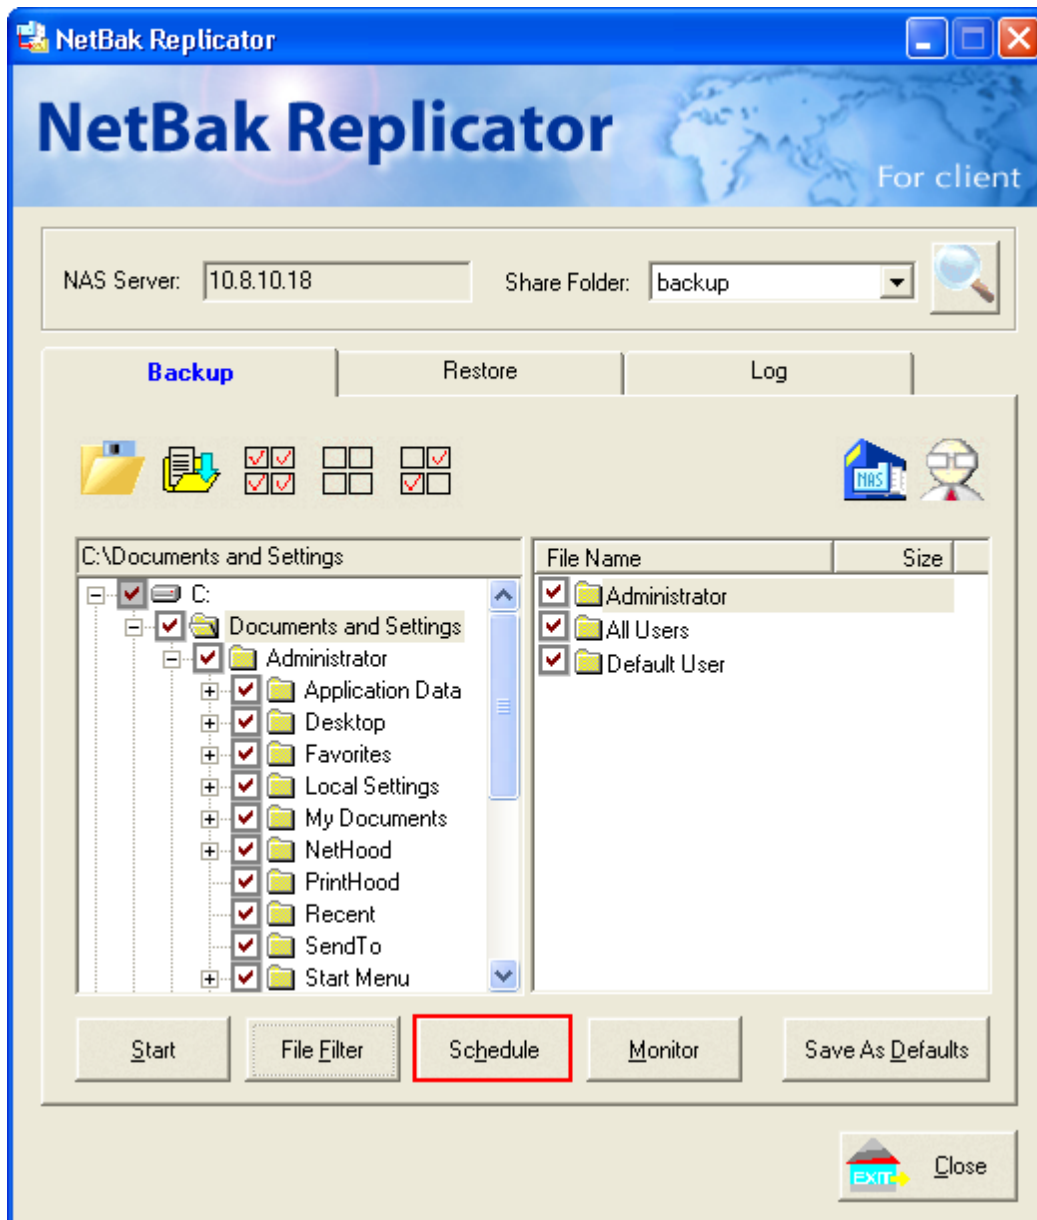 NetBak Replicator
NetBak Replicator
For client
NAS Server: 10.8.10.18 Share Folder: backup
Backup Restore Log
NAS
C:\Documents and Settings
C:
Documents and Settings
Administrator
Application Data
Desktop
Favorites
Local Settings
My Documents
NetHood
PrintHood
Recent
SendTo
Start Menu
File Name Size
Administrator
All Users
Default User
Start File Filter Schedule Monitor Save As Defaults
EXIT Close